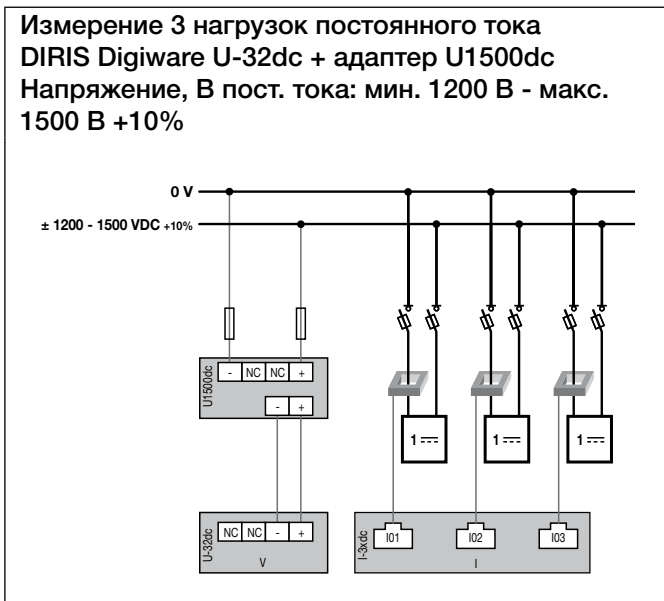 Измерение 3 нагрузок постоянного тока
DIRIS Digiware U-32dc + адаптер U1500dc
Напряжение, В пост. тока: мин. 1200 В - макс.
1500 В +10%
0 V
± 1200 - 1500 VDC +10%
U1500dc
- NC NC +
- +
1 1 1
U-32dc
NC NC - +
V
I-3xdc
I01 I02 I03
I